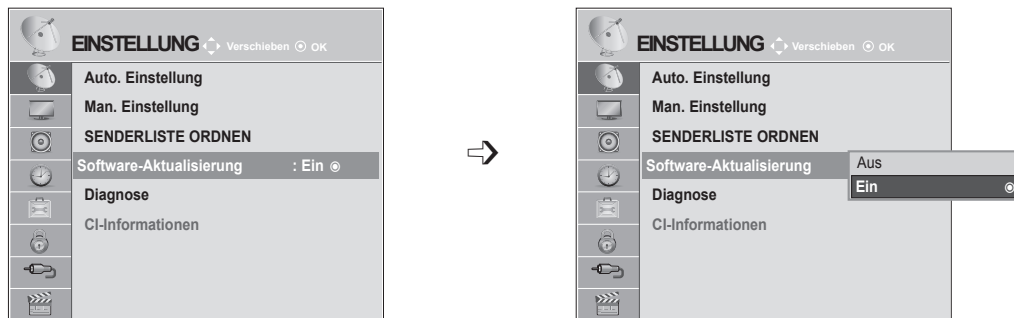 EINSTELLUNG Verschieben OK
Auto. Einstellung
Man. Einstellung
SENDERLISTE ORDNEN
Software-Aktualisierung : Ein
Diagnose
CI-Informationen
EINSTELLUNG Verschieben OK
Auto. Einstellung
Man. Einstellung
SENDERLISTE ORDNEN
Software-Aktualisierung
Aus
Ein
Diagnose
CI-Informationen